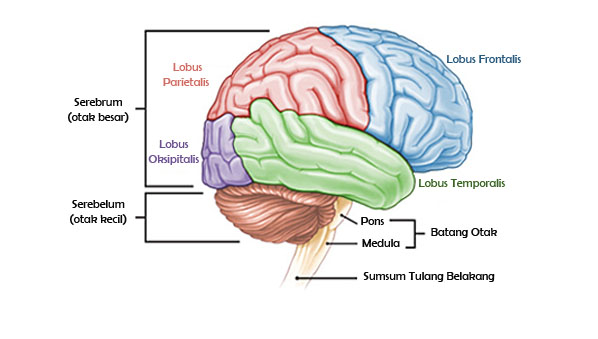 Lobus Frontalis
Lobus
Parietalis
Serebrum
(otak besar)
Lobus
Oksipitalis
Lobus Temporalis
Serebelum
(otak kecil)
Pons
Batang Otak
Medula
Sumsum Tulang Belakang